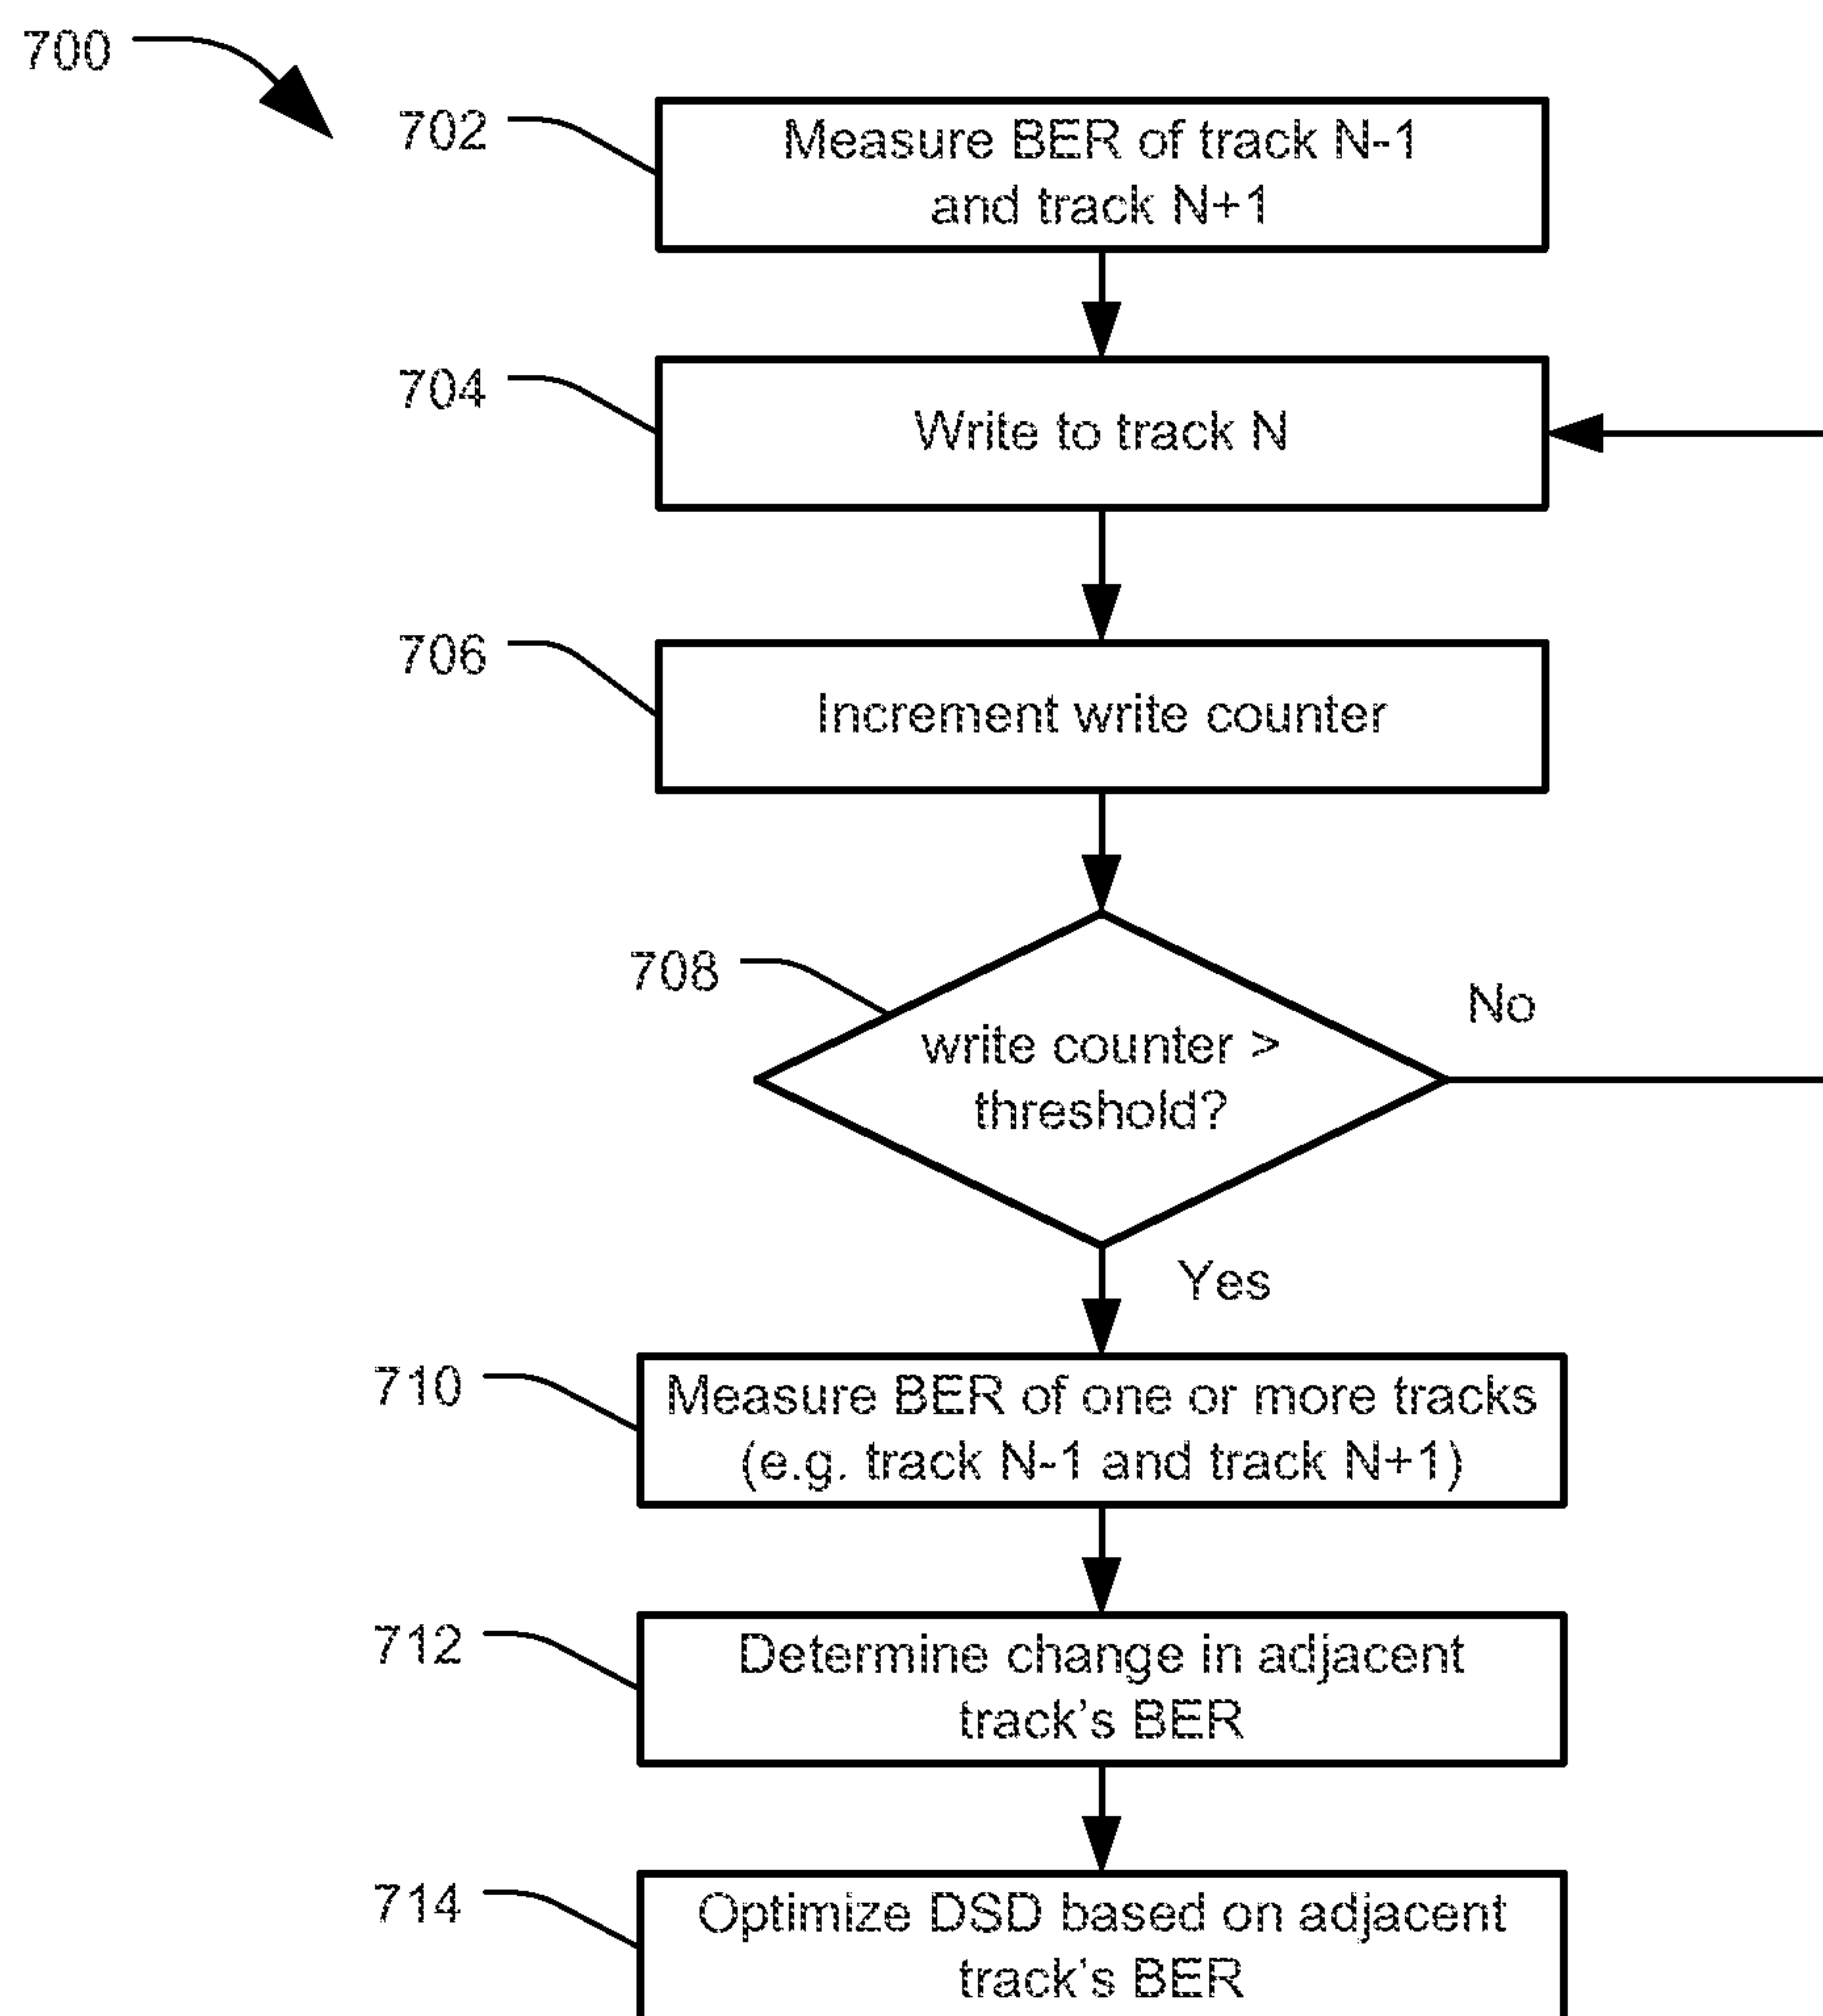 700
702
Measure BER of track N-1
and track N+1
704
Write to track N
706
Increment write counter
708
write counter >
threshold?
No
Yes
710
Measure BER of one or more tracks
(e.g. track N-1 and track N+1)
712
Determine change in adjacent
track's BER
714
Optimize DSD based on adjacent
track's BER